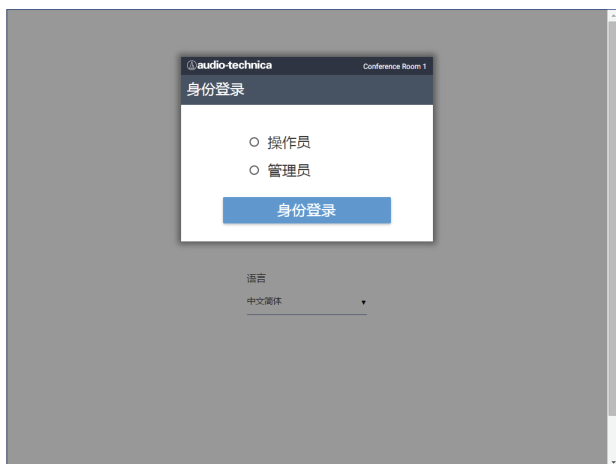 audio-technica
Conference Room 1
身份登录
操作员
管理员
身份登录
语言
中文简体